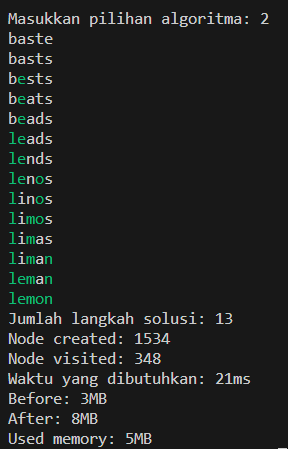 Masukkan pilihan algoritma: 2
baste
basts
bests
beats
beads
leads
lends
lenos
linos
limos
limas
liman
leman
lemon
Jumlah langkah solusi: 13
Node created: 1534
Node visited: 348
Waktu yang dibutuhkan: 21ms
Before: 3MB
After: 8MB
Used memory: 5MB